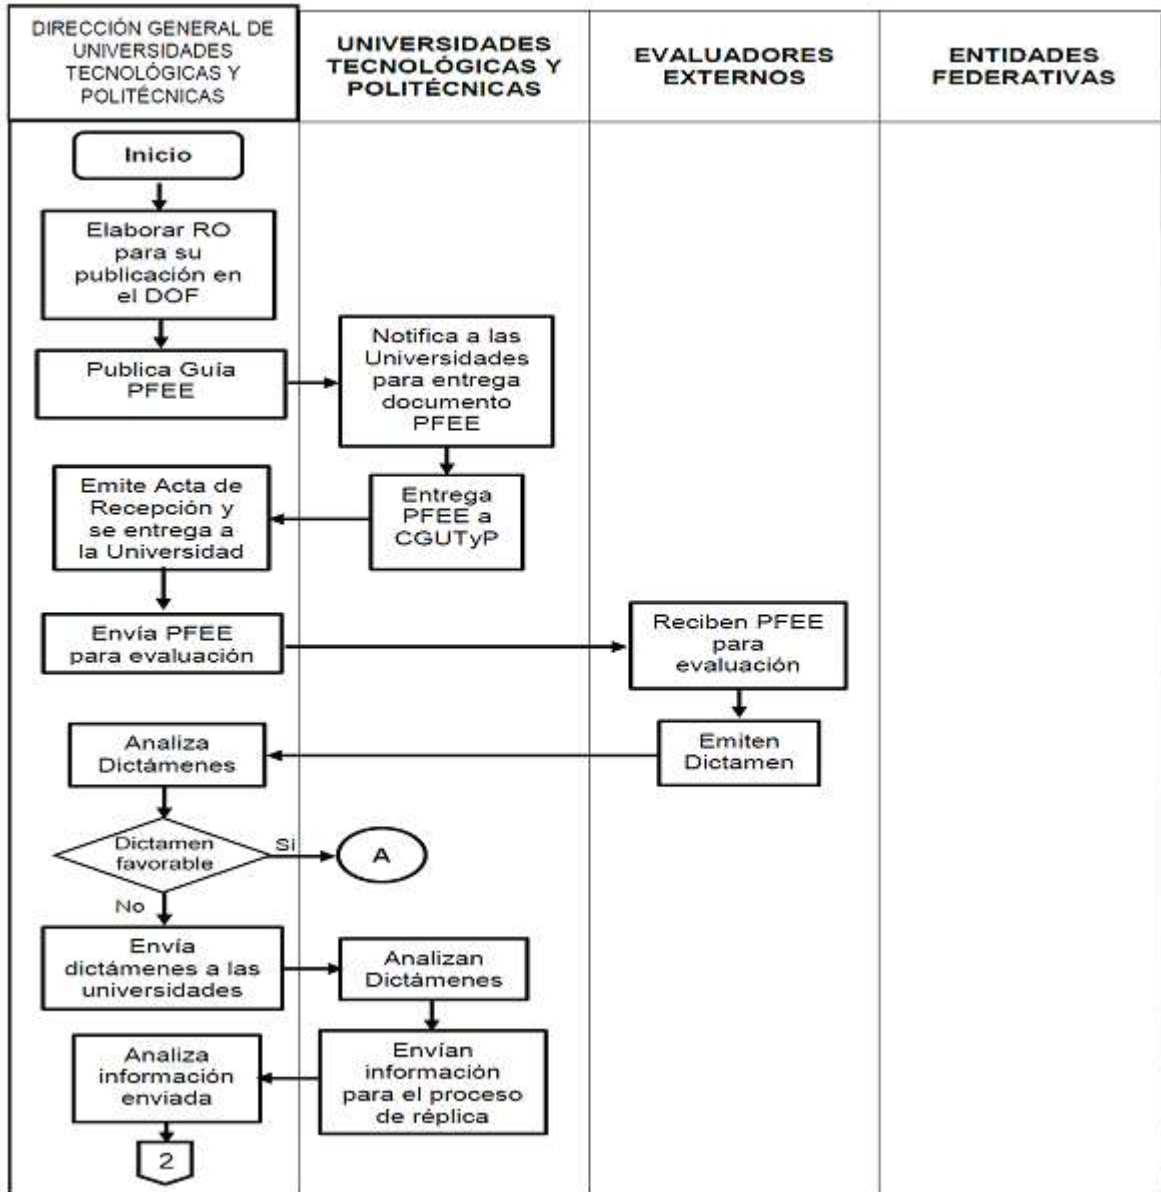 DIRECCIÓN GENERAL DE
UNIVERSIDADES
TECNOLÓGICAS Y
POLITÉCNICAS
UNIVERSIDADES
TECNOLÓGICAS Y
POLITÉCNICAS
EVALUADORES
EXTERNOS
ENTIDADES
FEDERATIVAS
Inicio
Elaborar RO
para su
publicación en
el DOF
Publica Guía
PFEE
Notifica a las
Universidades
para entrega
documento
PFEE
Entrega
PFEE a
CGUTyP
Emite Acta de
Recepción y
se entrega a
la Universidad
Envía PFEE
para evaluación
Reciben PFEE
para
evaluación
Emiten
Dictamen
Analiza
Dictámenes
Dictamen
favorable
Si
A
No
Envía
dictámenes a las
universidades
Analizan
Dictámenes
Envían
información
para el proceso
de réplica
Analiza
información
enviada
2